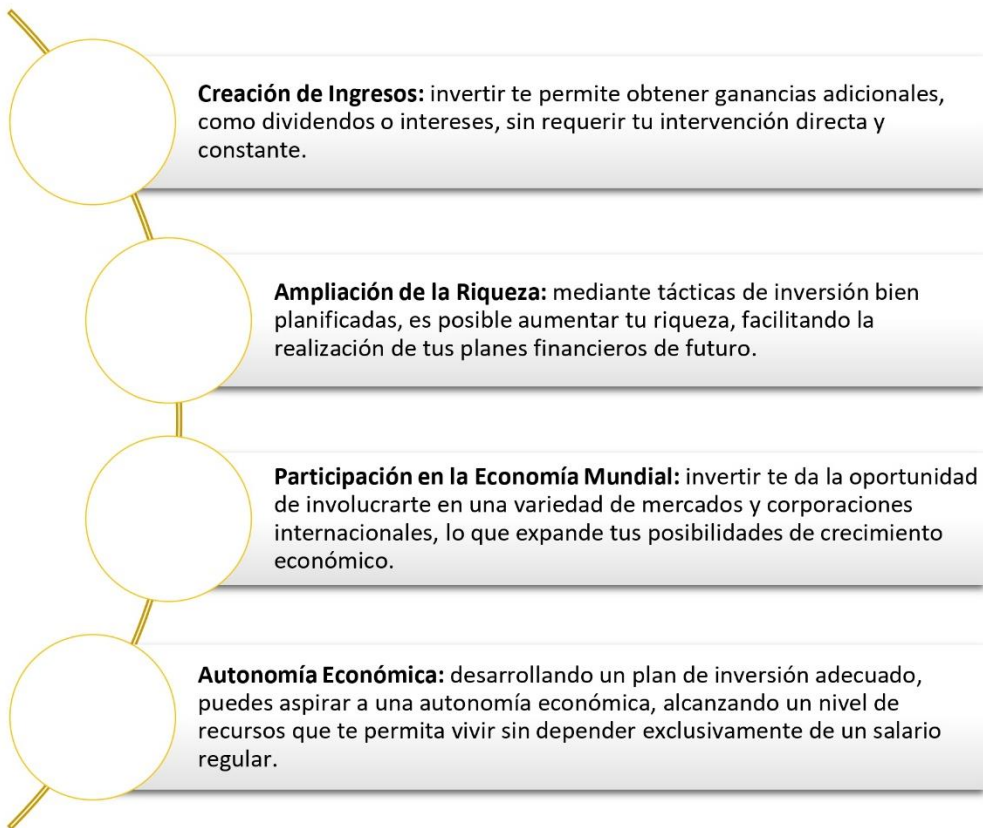 Creación de Ingresos: invertir te permite obtener ganancias adicionales,
como dividendos o intereses, sin requerir tu intervención directa y
constante.
Ampliación de la Riqueza: mediante tácticas de inversión bien
planificadas, es posible aumentar tu riqueza, facilitando la
realización de tus planes financieros de futuro.
Participación en la Economía Mundial: invertir te da la oportunidad
de involucrarte en una variedad de mercados y corporaciones
internacionales, lo que expande tus posibilidades de crecimiento
económico.
Autonomía Económica: desarrollando un plan de inversión adecuado,
puedes aspirar a una autonomía económica, alcanzando un nivel de
recursos que te permita vivir sin depender exclusivamente de un salario
regular.